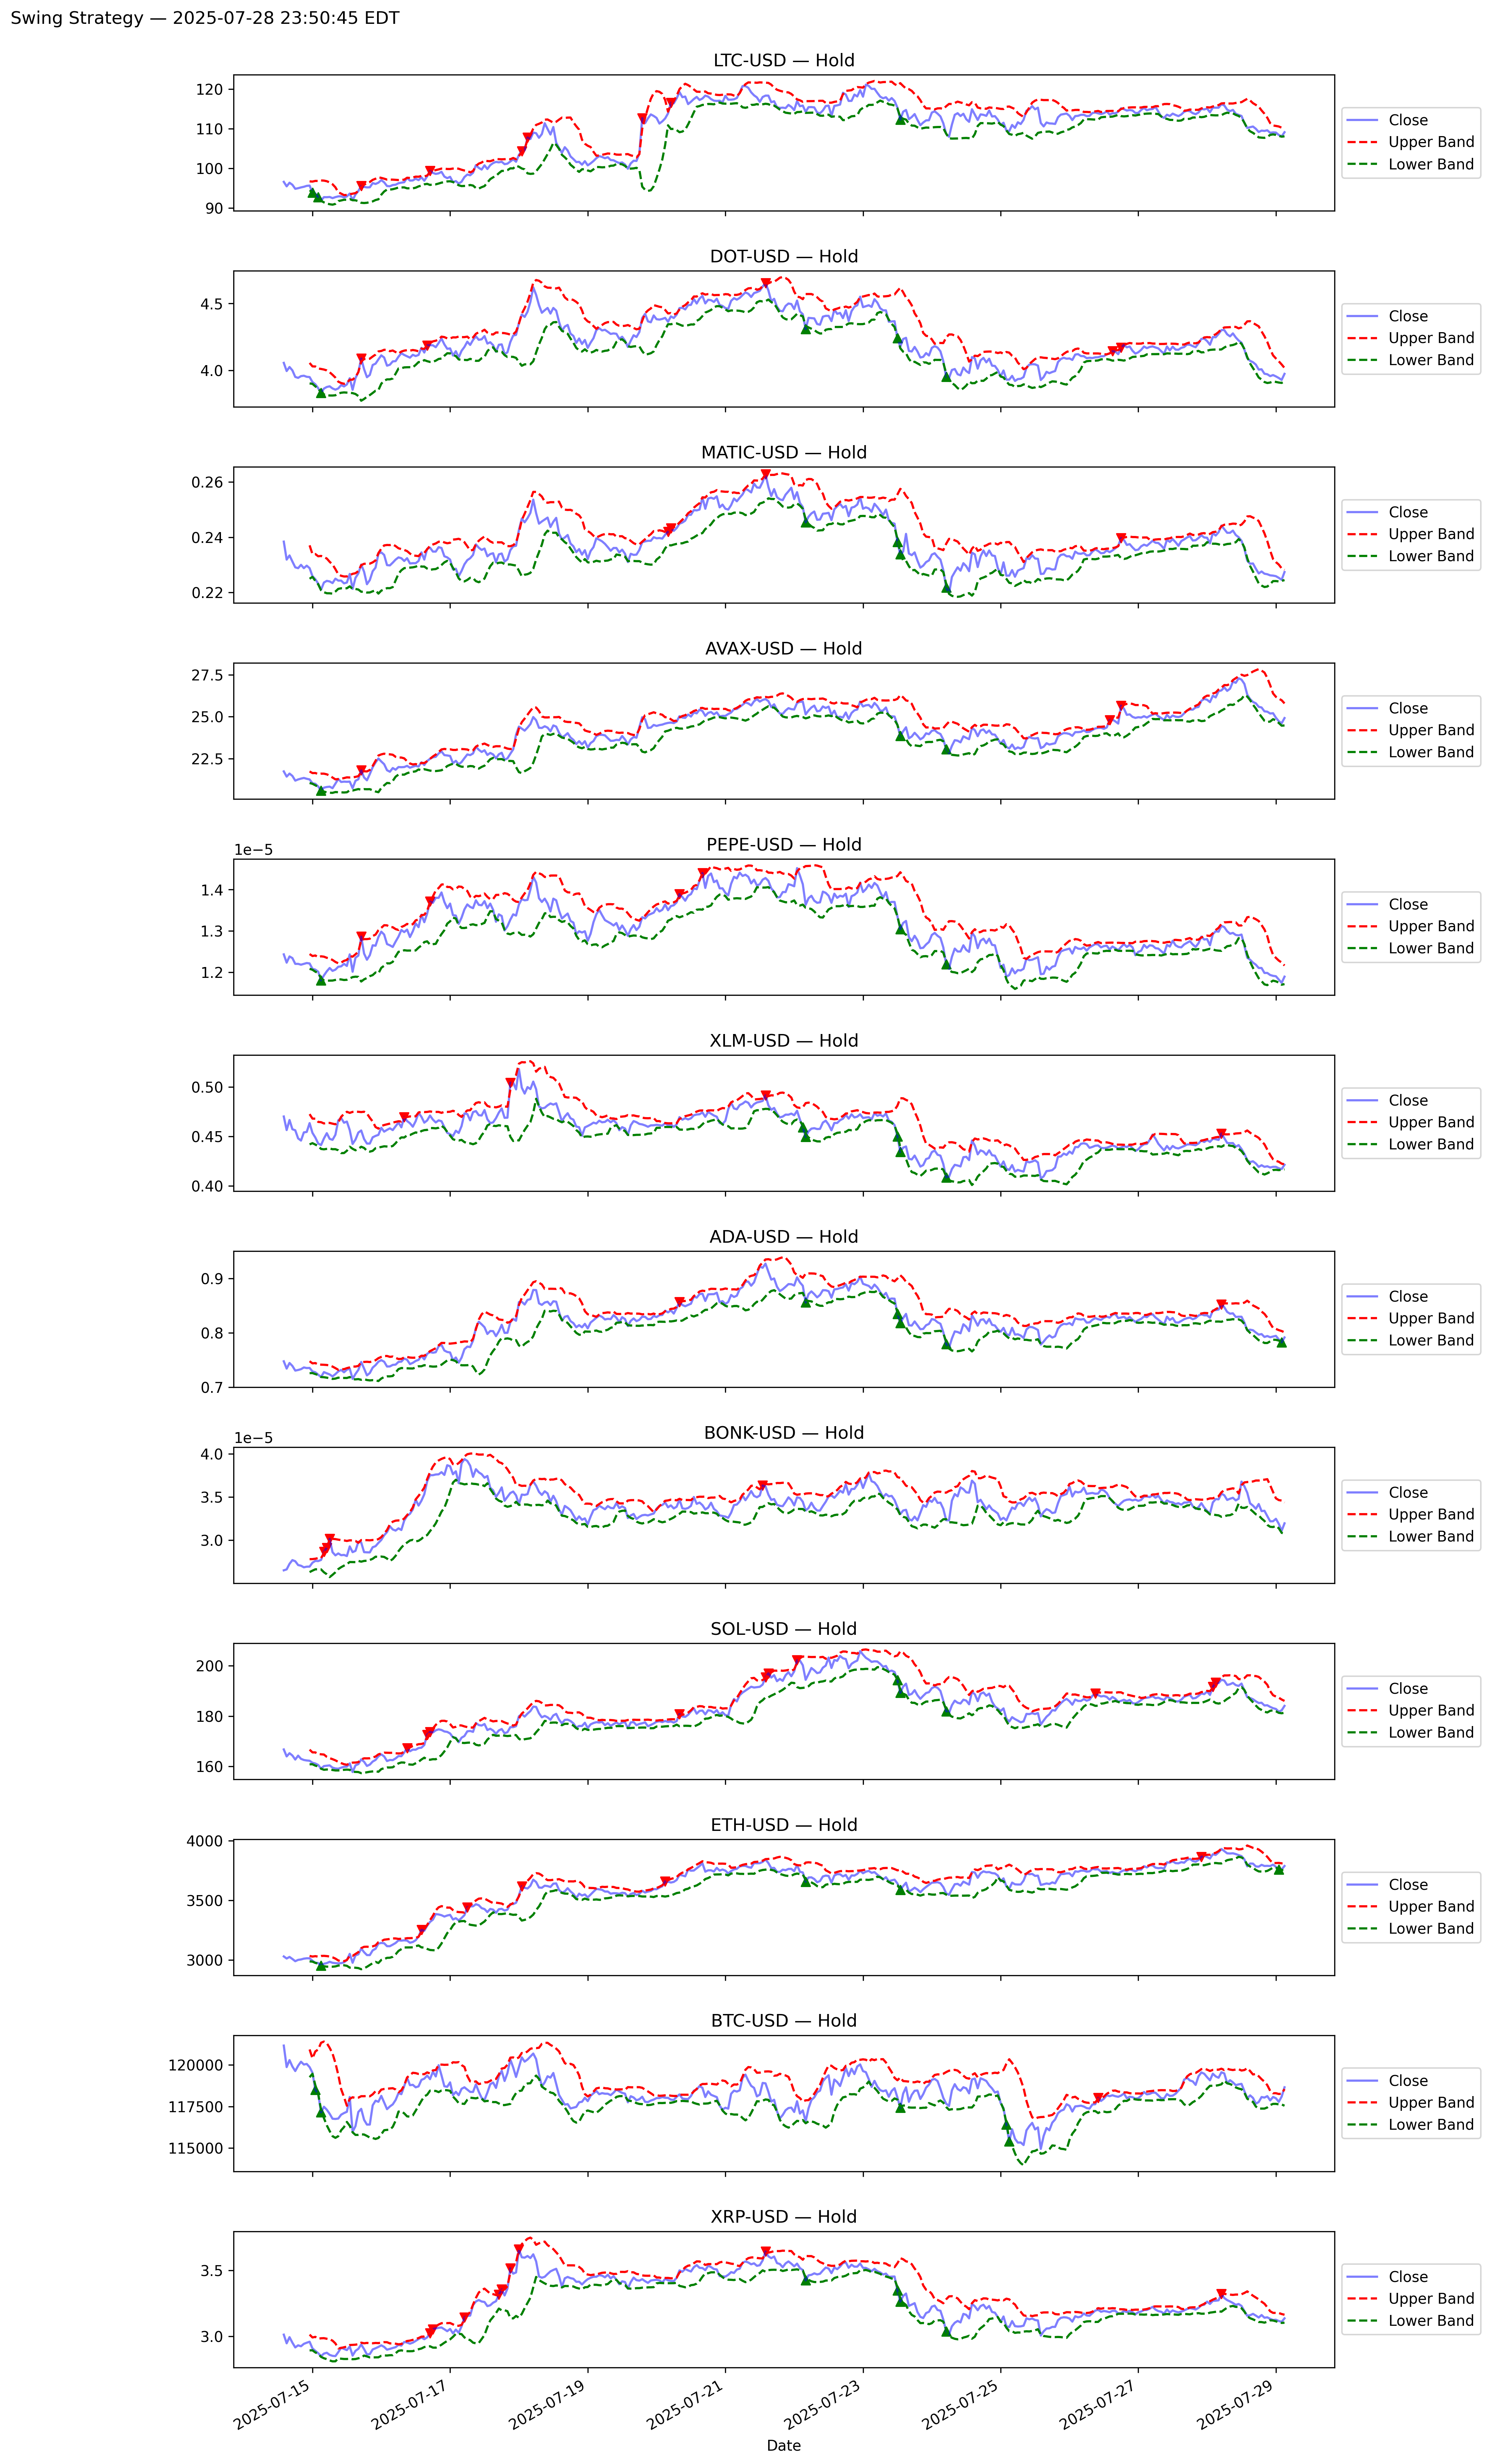 Swing Strategy — 2025-07-28 23:50:45 EDT
LTC-USD — Hold
120
110
100
90
Close
Upper Band
Lower Band
DOT-USD — Hold
4.5
4.0
Close
Upper Band
Lower Band
MATIC-USD — Hold
0.26
0.24
0.22
Close
Upper Band
Lower Band
AVAX-USD — Hold
27.5
25.0
22.5
Close
Upper Band
Lower Band
PEPE-USD — Hold
1e−5
1.4
1.3
1.2
Close
Upper Band
Lower Band
XLM-USD — Hold
0.50
0.45
0.40
Close
Upper Band
Lower Band
ADA-USD — Hold
0.9
0.8
0.7
Close
Upper Band
Lower Band
BONK-USD — Hold
1e−5
4.0
3.5
3.0
Close
Upper Band
Lower Band
SOL-USD — Hold
200
180
160
Close
Upper Band
Lower Band
ETH-USD — Hold
4000
3500
3000
Close
Upper Band
Lower Band
BTC-USD — Hold
120000
117500
115000
Close
Upper Band
Lower Band
XRP-USD — Hold
3.5
3.0
Close
Upper Band
Lower Band
2025-07-15
2025-07-17
2025-07-19
2025-07-21
2025-07-23
2025-07-25
2025-07-27
2025-07-29
Date